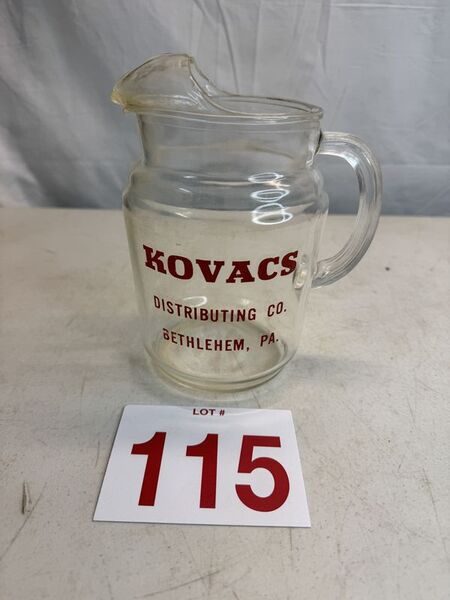 KOVACS
DISTRIBUTING CO.
BETHLEHEM, PA.
LOT #
115